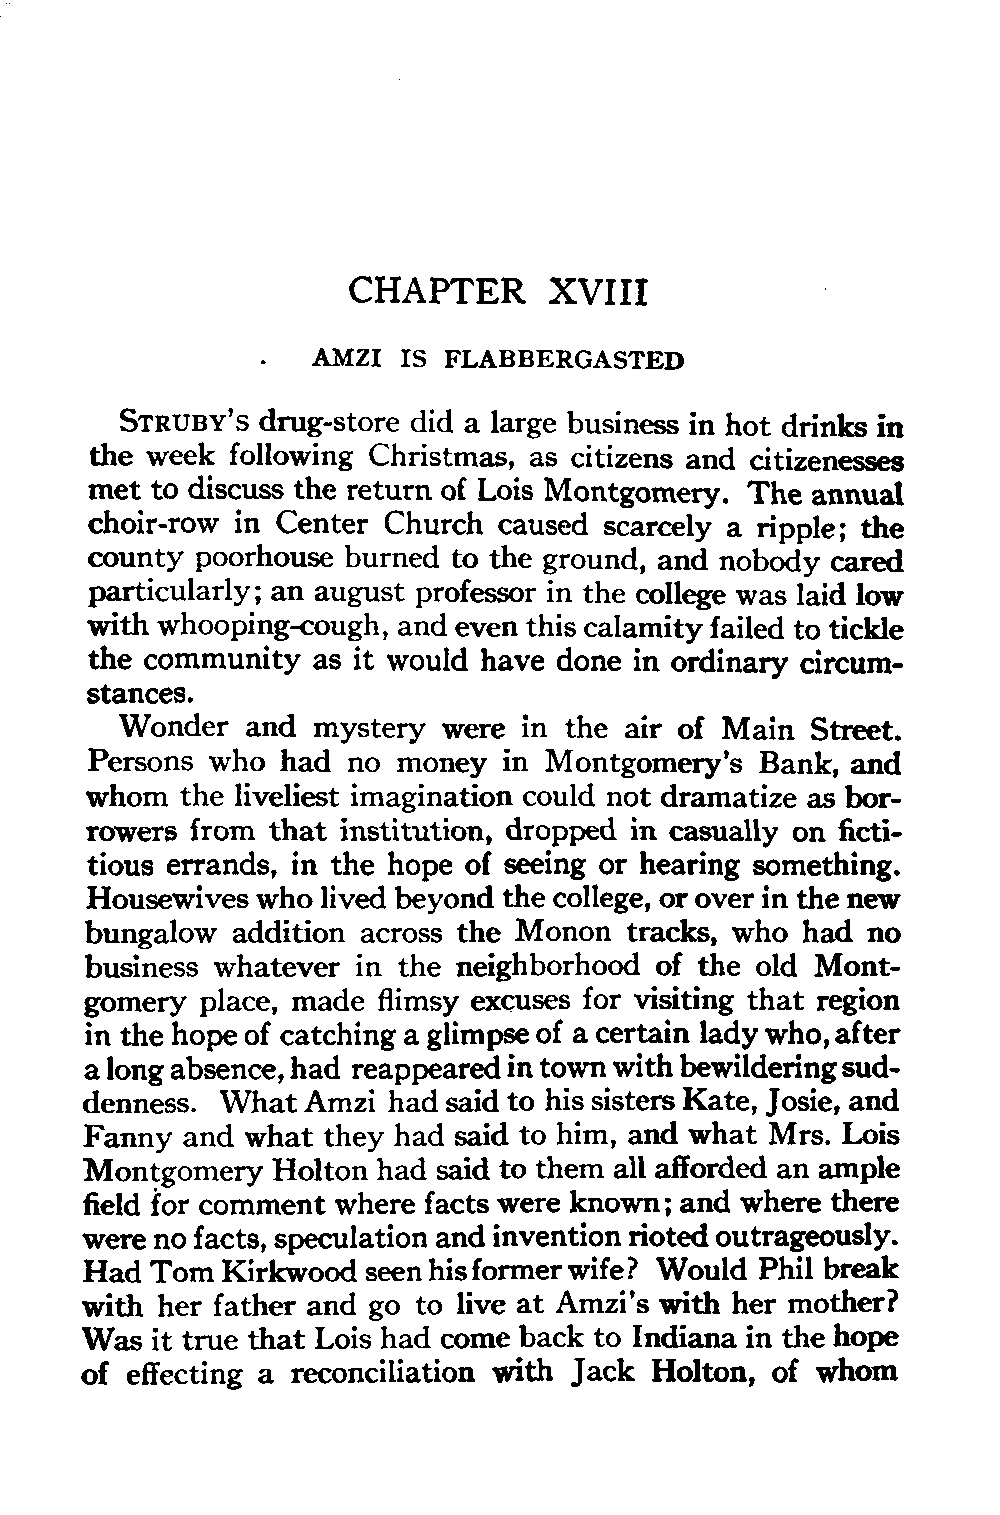 CHAPTER XVIII
AMZI IS FLABBERGASTED
STRUBY'S drug-store did a large business in hot drinks in
the week following Christmas, as citizens and citizenesses
met to discuss the return of Lois Montgomery. The annual
choir-row in Center Church caused scarcely a ripple; the
county poorhouse burned to the ground, and nobody cared
particularly; an august professor in the college was laid low
with whooping-cough, and even this calamity failed to tickle
the community as it would have done in ordinary circum-
stances.
Wonder and mystery were in the air of Main Street.
Persons who had no money in Montgomery's Bank, and
whom the liveliest imagination could not dramatize as bor-
rowers from that institution, dropped in casually on ficti-
tious errands, in the hope of seeing or hearing something.
Housewives who lived beyond the college, or over in the new
bungalow addition across the Monon tracks, who had no
business whatever in the neighborhood of the old Mont-
gomery place, made flimsy excuses for visiting that region
in the hope of catching a glimpse of a certain lady who, after
a long absence, had reappeared in town with bewildering sud-
denness. What Amzi had said to his sisters Kate, Josie, and
Fanny and what they had said to him, and what Mrs. Lois
Montgomery Holton had said to them all afforded an ample
field for comment where facts were known; and where there
were no facts, speculation and invention rioted outrageously.
Had Tom Kirkwood seen his former wife? Would Phil break
with her father and go to live at Amzi's with her mother?
Was it true that Lois had come back to Indiana in the hope
of effecting a reconciliation with Jack Holton, of whom